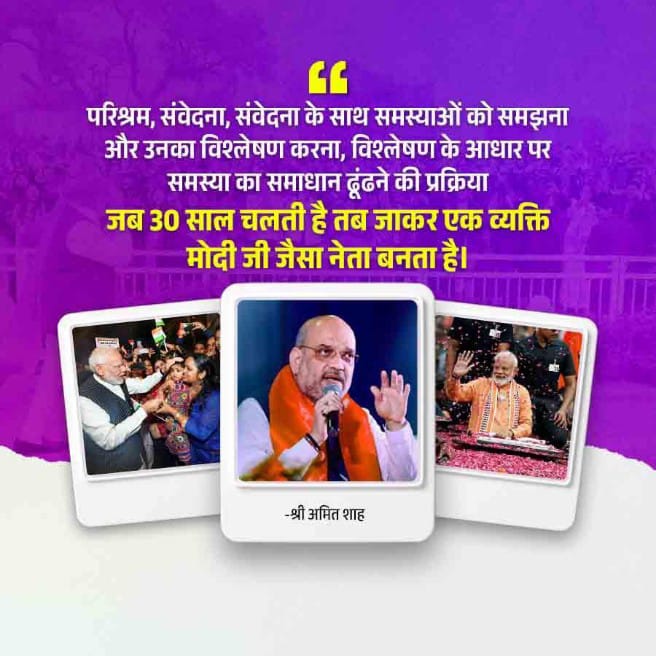 परिश्रम, संवेदना, संवेदना के साथ समस्याओं को समझना
और उनका विश्लेषण करना, विश्लेषण के आधार पर
समस्या का समाधान ढूंढने की प्रक्रिया
जब 30 साल चलती है तब जाकर एक व्यक्ति
मोदी जी जैसा नेता बनता है।
-श्री अमित शाह